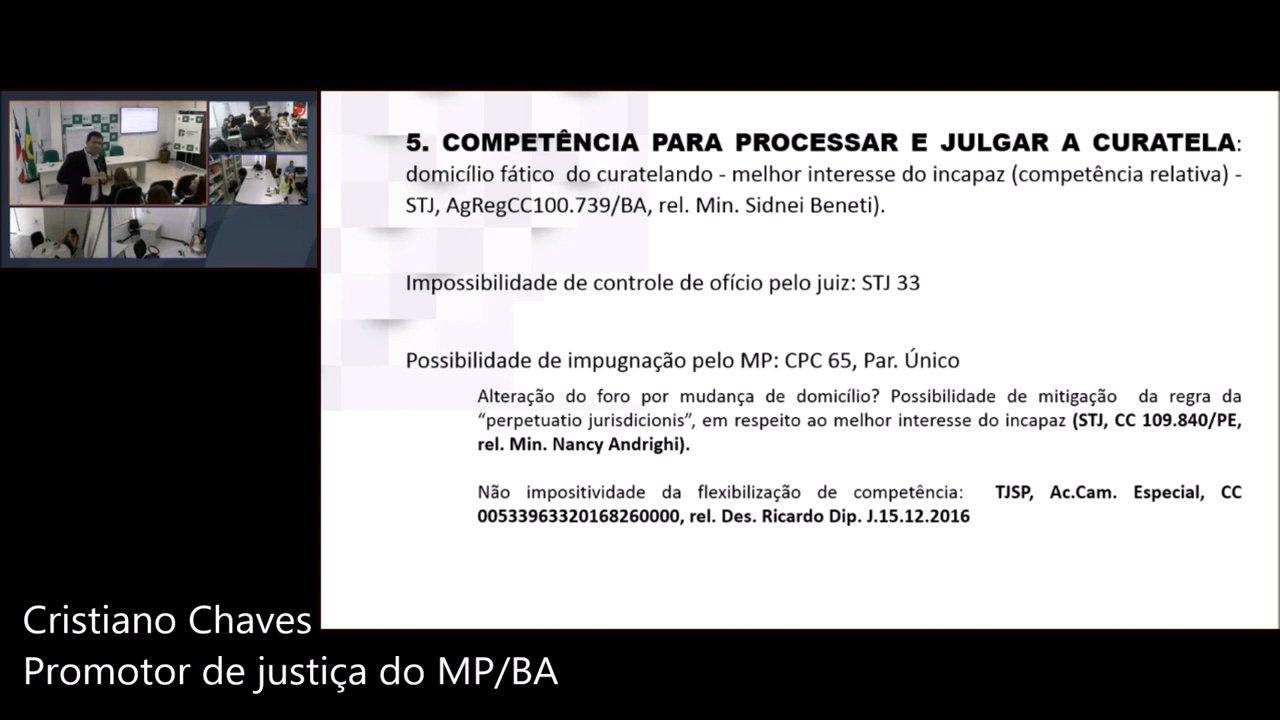 5. COMPETÊNCIA PARA PROCESSAR E JULGAR A CURATELA:
domicílio fático do curatelando - melhor interesse do incapaz (competência relativa) -
STJ, AgRegCC100.739/BA, rel. Min. Sidnei Beneti).
Impossibilidade de controle de ofício pelo juiz: STJ 33
Possibilidade de impugnação pelo MP: CPC 65, Par. Único
Alteração do foro por mudança de domicílio? Possibilidade de mitigação da regra da
“perpetuatio jurisdicionis”, em respeito ao melhor interesse do incapaz (STJ, CC 109.840/PE,
rel. Min. Nancy Andrighi).
Não impositividade da flexibilização de competência: TJSP, Ac.Cam. Especial, CC
00533963320168260000, rel. Des. Ricardo Dip. J.15.12.2016
Cristiano Chaves
Promotor de justiça do MP/BA